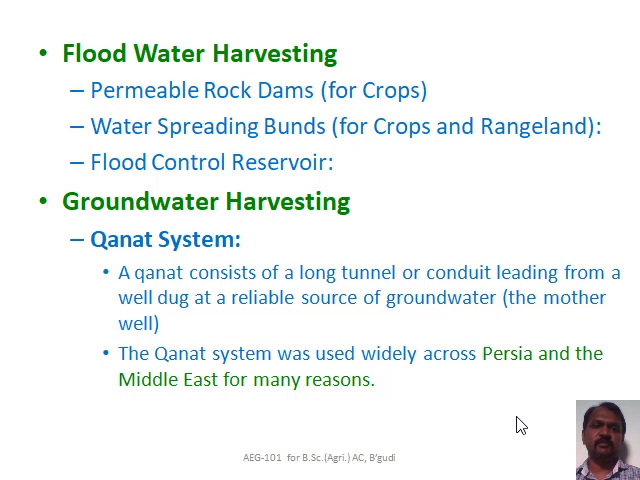 • Flood Water Harvesting
– Permeable Rock Dams (for Crops)
– Water Spreading Bunds (for Crops and Rangeland):
– Flood Control Reservoir:
• Groundwater Harvesting
– Qanat System:
• A qanat consists of a long tunnel or conduit leading from a
well dug at a reliable source of groundwater (the mother
well)
• The Qanat system was used widely across Persia and the
Middle East for many reasons.
AEG-101 for B.Sc.(Agri.) AC, B’gudi